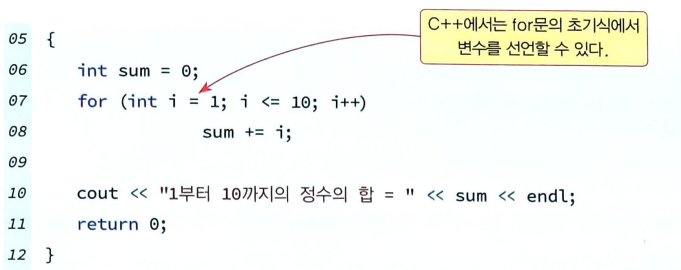 C++에서는 for문의 초기식에서
변수를 선언할 수 있다.
05 {
06 int sum = 0;
07 for (int i = 1; i <= 10; i++)
08 sum += i;
09
10 cout << "1부터 10까지의 정수의 합 = " << sum << endl;
11 return 0;
12 }